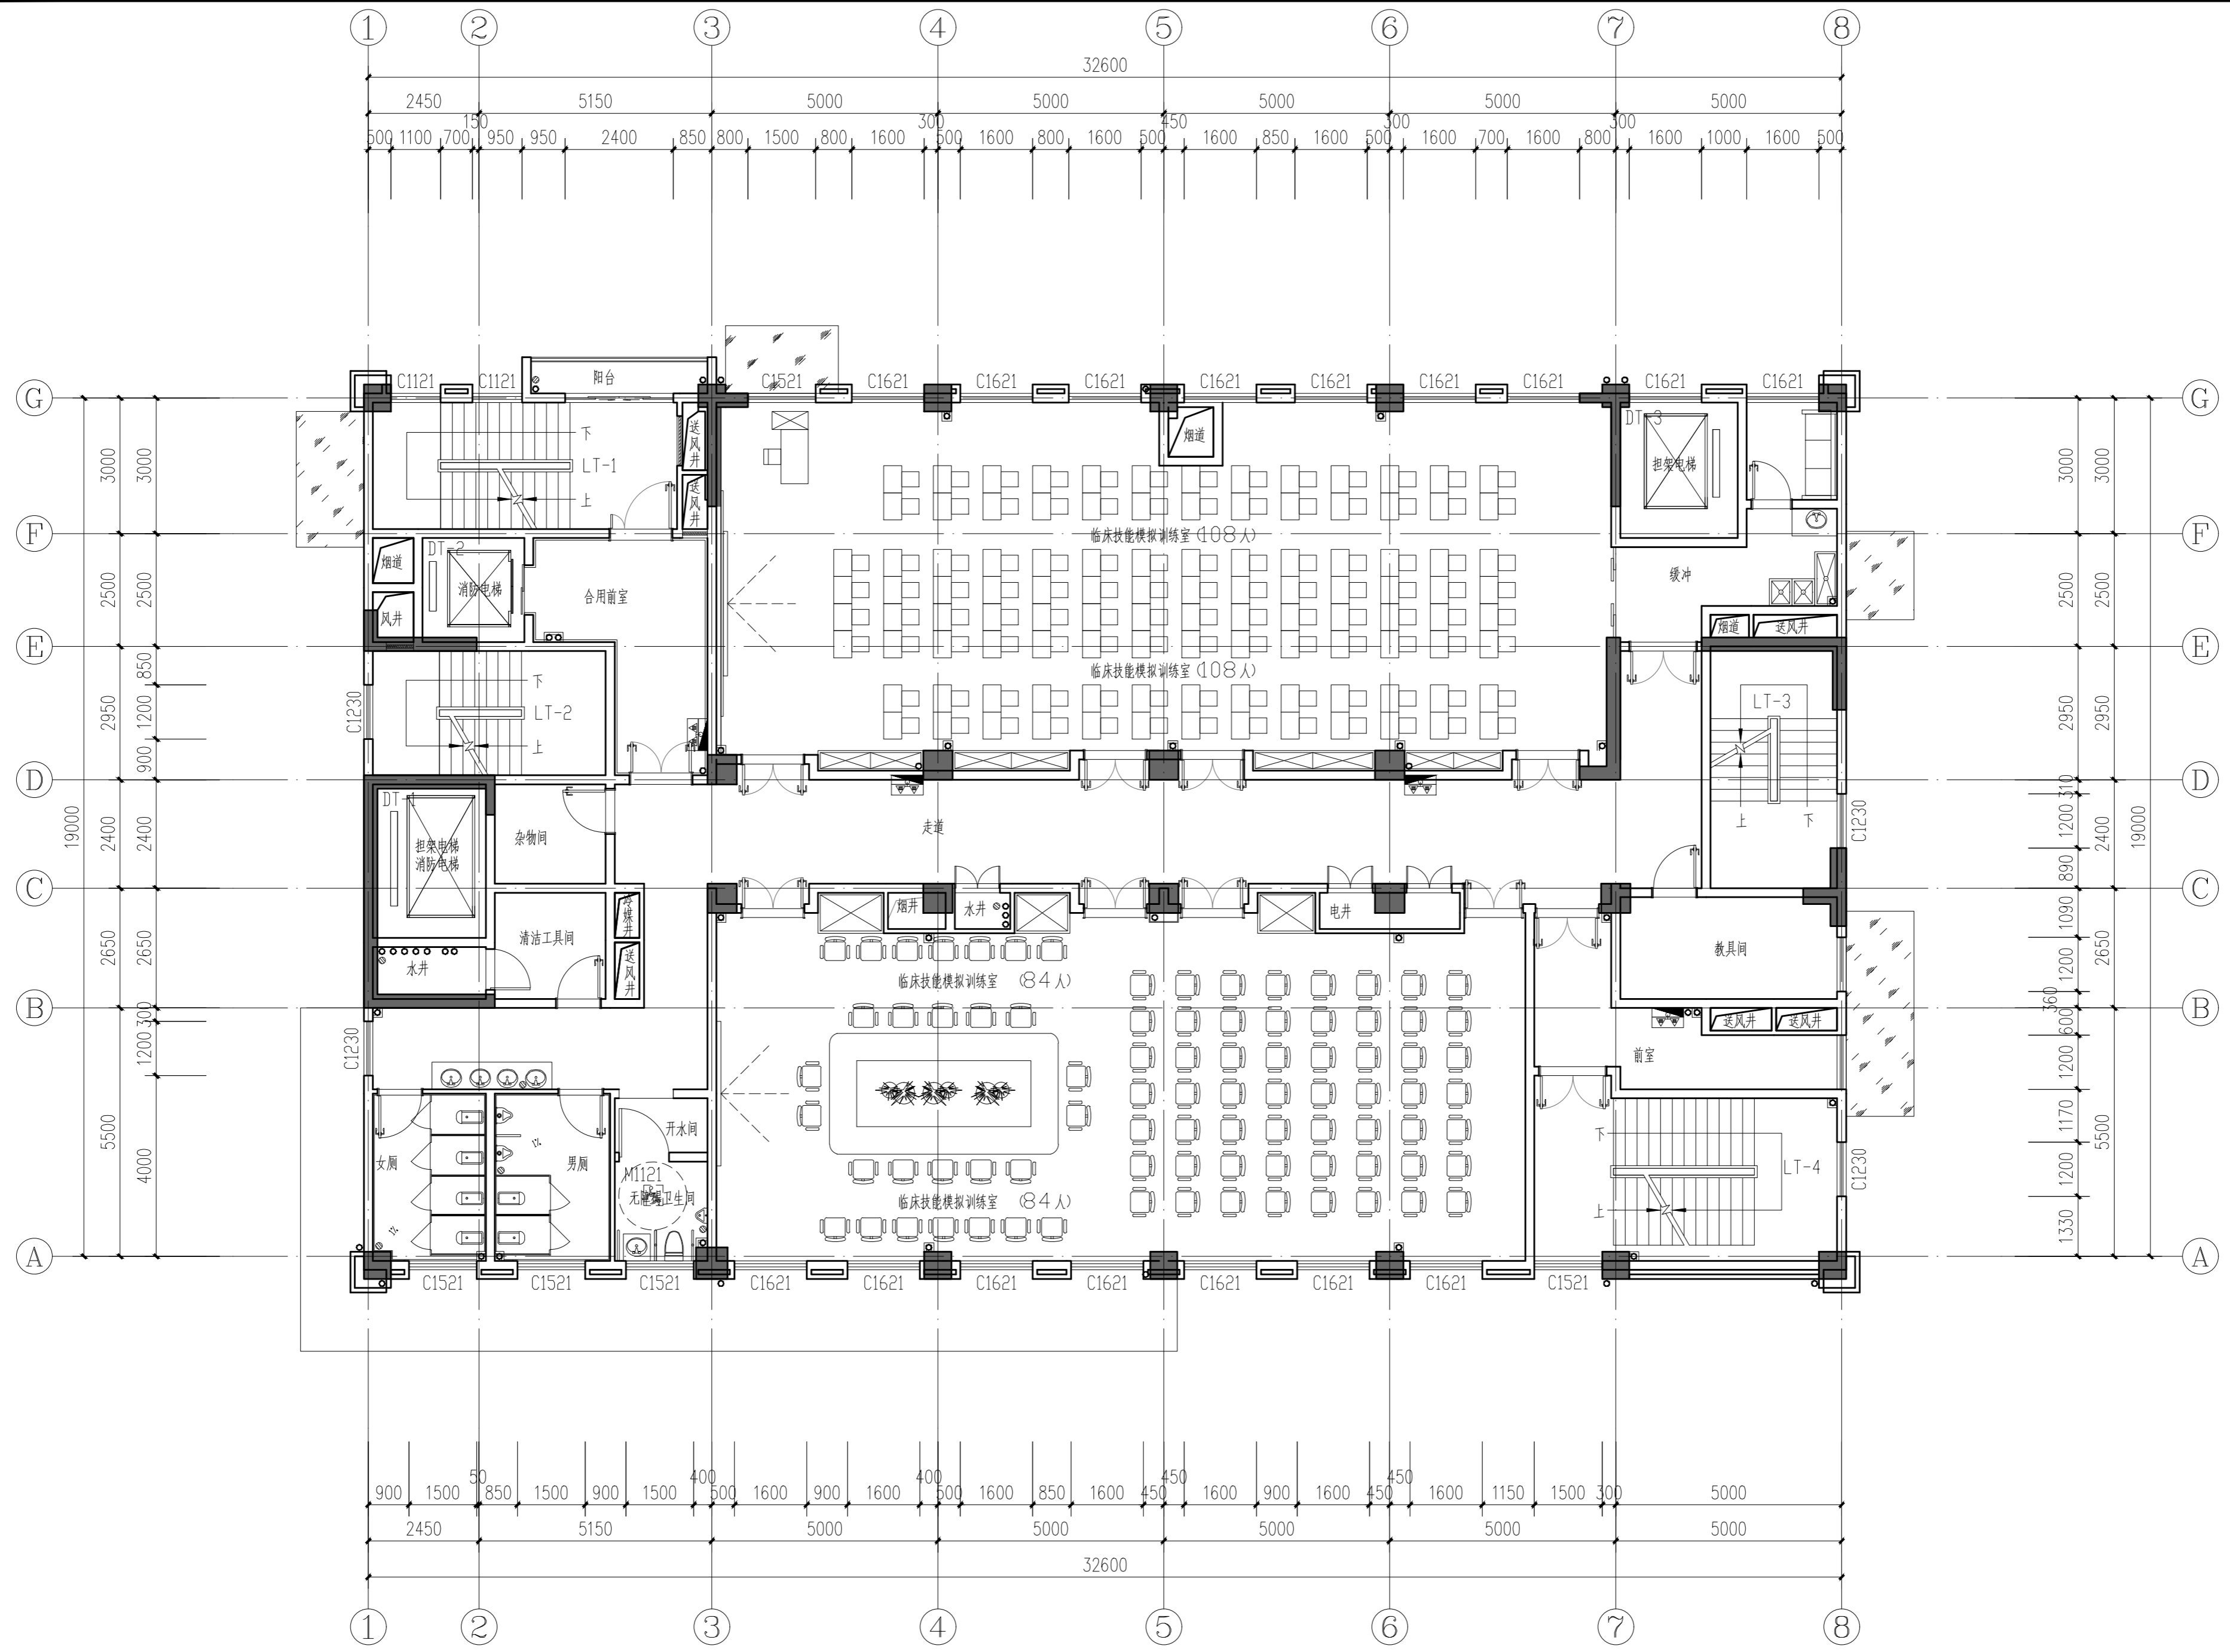 1 2 3 4 5 6 7 8
32600
2450 5150 5000 5000 5000 5000 5000
150 300 450 300 300
500 1100 700 950 950 2400 850 800 1500 800 1600 500 1600 800 1600 500 1600 850 1600 500 1600 700 1600 800 1600 1000 1600 500
阳台
C1121 C1121 C1521 C1621 C1621 C1621 C1621 C1621 C1621 C1621 C1621 C1621
G G
下
LT-1
上
送风井
送风井
烟道
DT-3
担架电梯
3000 3000 3000 3000
F F
DT-2
烟道
消防电梯
风井
合用前室
临床技能模拟训练室(108人)
缓冲
2500 2500 2500 2500
烟道 送风井
E E
临床技能模拟训练室(108人)
下
LT-2
上
C1230
LT-3
上 下
C1230
850
1200
900
2950 2950 2950
D D
DT-1
担架电梯
消防电梯
杂物间
走道
19000 19000
2400 2400 2400
310
1200
890
C C
冷媒井
烟井 水井 电井
清洁工具间
送风井
水井
临床技能模拟训练室 (84人)
教具间
2650 2650 2650
1090
1200
360
B B
送风井 送风井
前室
C1230
300
1200
4000
5500
600
1200
1170
1200
1330
5500
开水间
女厕 男厕
1%
1%
M1121
无障碍卫生间
临床技能模拟训练室 (84人)
下
LT-4
上
C1230
A A
C1521 C1521 C1521 C1621 C1621 C1621 C1621 C1621 C1621 C1621 C1521
50 400 400 450 450
900 1500 850 1500 900 1500 500 1600 900 1600 500 1600 850 1600 450 1600 900 1600 450 1600 1150 1500 300 5000
2450 5150 5000 5000 5000 5000 5000
32600
1 2 3 4 5 6 7 8